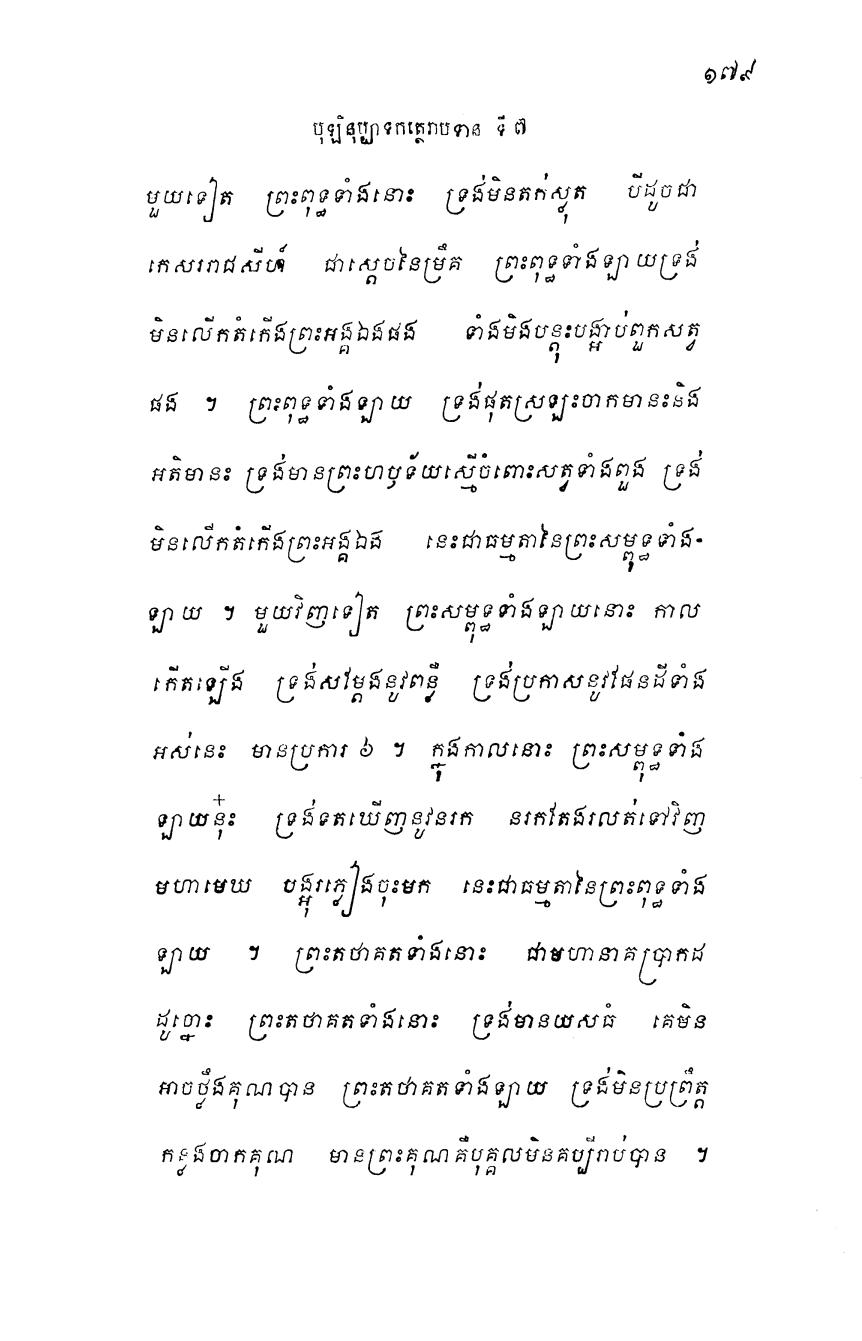 ១៧៩
បុឡិនុប្បាទកត្ថេរាបទាន ទី ៧
មួយទៀត ព្រះពុទ្ធទាំងនោះ ទ្រង់មិនតក់ស្លុត បីដូចជា
កេសររាជសីហ៍ ជាស្តេចនៃម្រឹគ ព្រះពុទ្ធទាំងឡាយទ្រង់
មិនលើកតំកើងព្រះអង្គឯងផង ទាំងមិនបន្តុះបង្អាប់ពួកសត្វ
ផង ។ ព្រះពុទ្ធទាំងឡាយ ទ្រង់ផុតស្រឡះចាកមានះនិង
អតិមានះ ទ្រង់មានព្រះហឫទ័យស្មើចំពោះសត្វទាំងពួង ទ្រង់
មិនលើកតំកើងព្រះអង្គឯង នេះជាធម្មតានៃព្រះសម្ពុទ្ធទាំង-
ឡាយ ។ មួយវិញទៀត ព្រះសម្ពុទ្ធទាំងឡាយនោះ កាល
កើតឡើង ទ្រង់សម្តែងនូវពន្លឺ ទ្រង់ប្រកាសនូវផែនដីទាំង
អស់នេះ មានប្រការ ៦ ។ ក្នុងកាលនោះ ព្រះសម្ពុទ្ធទាំង
ឡាយនុ៎ះ ទ្រង់ទតឃើញនូវនរក នរកតែងរលត់ទៅវិញ
មហាមេឃ បង្អុរភ្លៀងចុះមក នេះជាធម្មតានៃព្រះពុទ្ធទាំង
ឡាយ ។ ព្រះតថាគតទាំងនោះ ជាមហានាគប្រាកដ
ដូច្នោះ ព្រះតថាគតទាំងនោះ ទ្រង់មានយសធំ គេមិន
អាចថ្លឹងគុណបាន ព្រះតថាគតទាំងឡាយ ទ្រង់មិនប្រព្រឹត្ត
កន្លងចាកគុណ មានព្រះគុណគឺបុគ្គលមិនគប្បីរាប់បាន ។